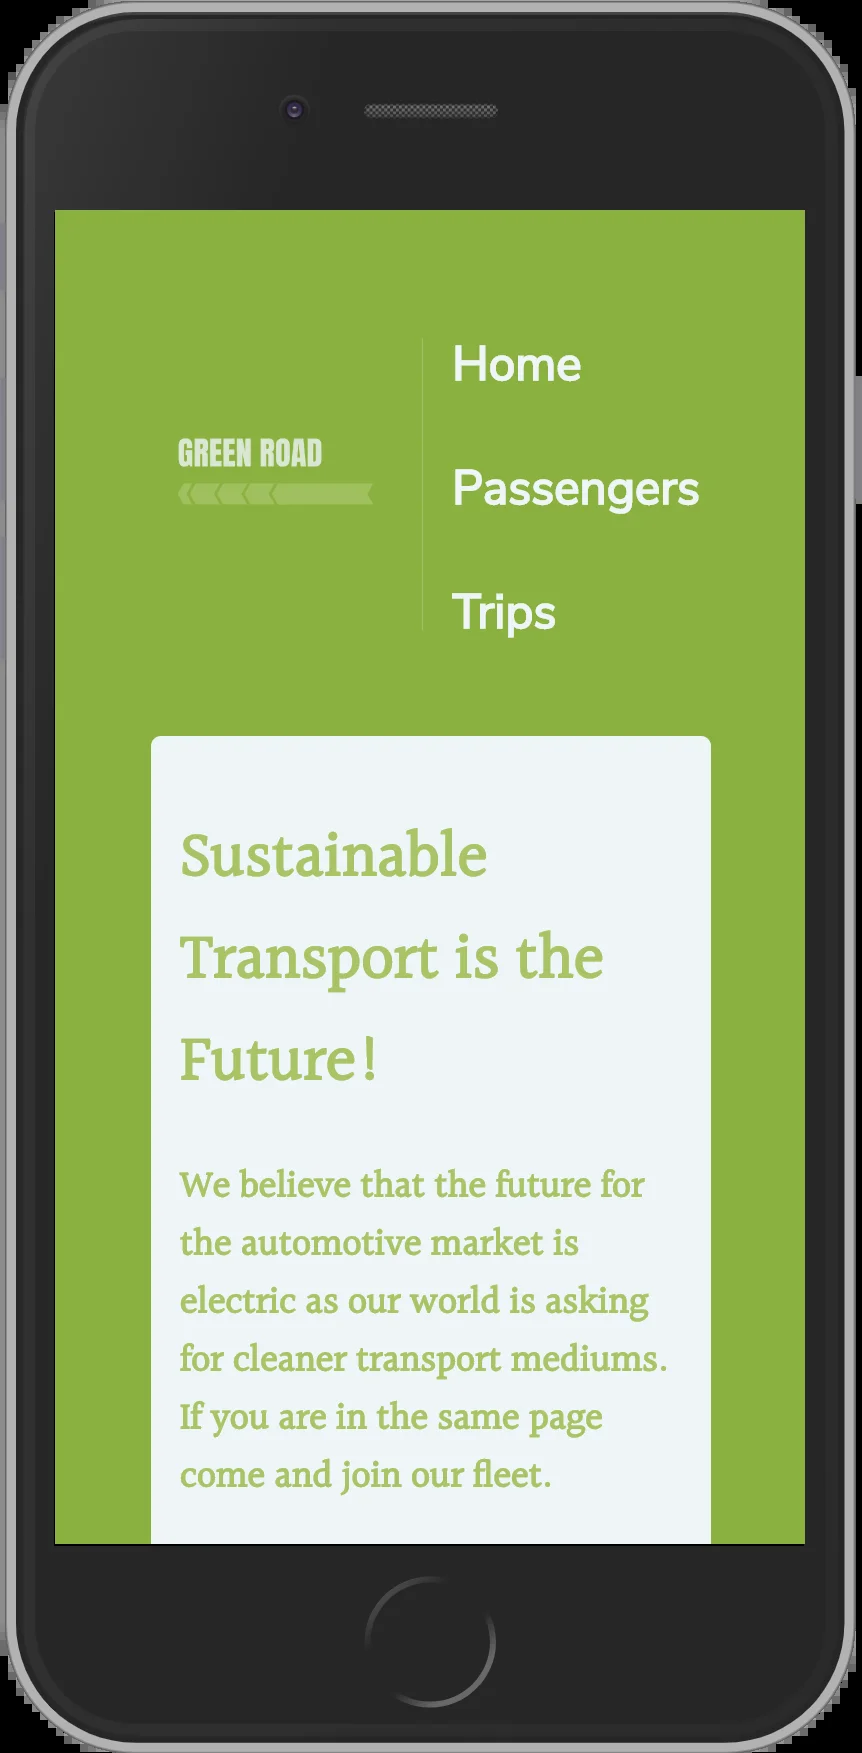 Home
GREEN ROAD
Passengers
Trips
Sustainable
Transport is the
Future!
We believe that the future for
the automotive market is
electric as our world is asking
for cleaner transport mediums.
If you are in the same page
come and join our fleet.